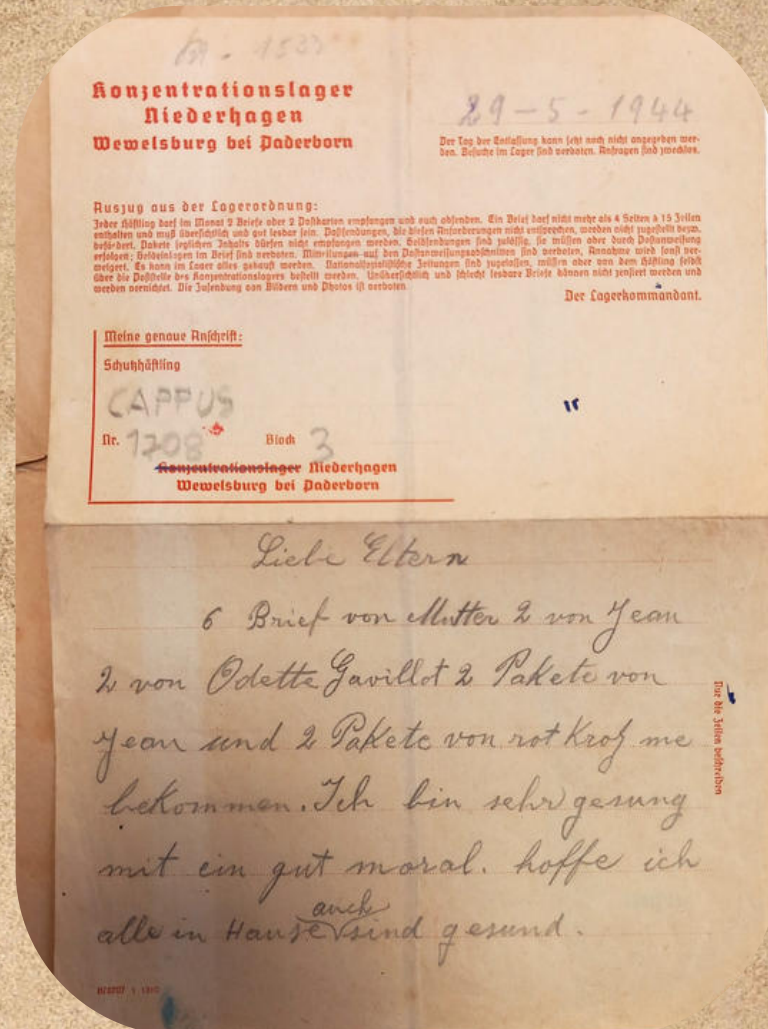 Konzentrationslager
Niederhagen
Wewelsburg bei Paderborn
29-5-1944
Der Tag der Entlassung kann jetzt noch nicht angegeben wer-
den. Besuche im Lager sind verboten. Anfragen sind zwecklos.
Auszug aus der Lagerordnung:
Jeder Häftling darf im Monat 2 Briefe oder 2 Postkarten empfangen und auch absenden. Ein Brief darf nicht mehr als 4 Seiten à 15 Zeilen
enthalten und muß übersichtlich und gut lesbar sein. Postsendungen, die diesen Anforderungen nicht entsprechen, werden nicht zugestellt bezw.
befördert. Pakete jeglichen Inhalts dürfen nicht empfangen werden. Geldsendungen sind zulässig, sie müssen aber durch Postanweisung
erfolgen; Geldeinlagen im Brief sind verboten. Mitteilungen auf den Postanweisungsabschnitten sind verboten, Annahme wird sonst ver-
weigert. Es kann im Lager alles gekauft werden. Nationalsozialistische Zeitungen sind zugelassen, müssen aber von dem Häftling selbst
über die Poststelle des Konzentrationslagers bestellt werden. Unübersichtlich und schlecht lesbare Briefe können nicht zensiert werden und
werden vernichtet. Die Zusendung von Bildern und Photos ist verboten.
Der Lagerkommandant.
Meine genaue Anschrift:
Schutzhäftling
CAPPUS
Nr. 1708 Block 3
Konzentrationslager Niederhagen
Wewelsburg bei Paderborn
Liebe Eltern
6 Brief von Mutter 2 von Jean
2 von Odette Gavillot 2 Pakete von
Jean und 2 Pakete von rot Kroz me
bekommen. Ich bin sehr gesung
mit ein gut moral. hoffe ich
alle in Hause auch sind gesund.
Nur die Zeilen beschreiben